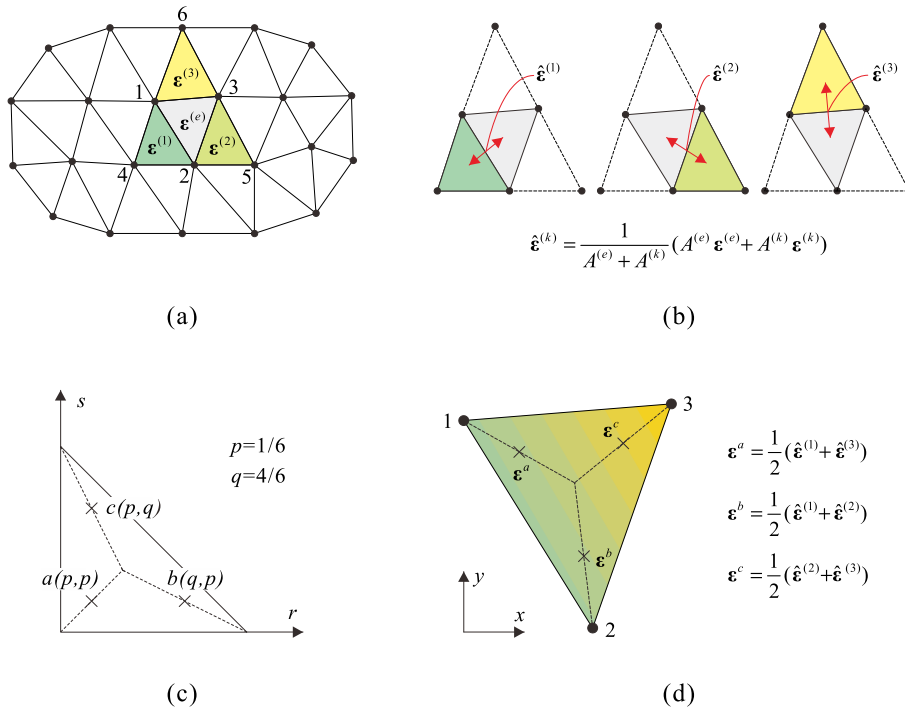 6
ε^(3)
1
3
ε^(e)
ε^(1)
ε^(2)
4
2
5
(a)
ε̂^(1)
ε̂^(2)
ε̂^(3)
ε̂^(k) = 1/(A^(e) + A^(k)) (A^(e) ε^(e) + A^(k) ε^(k))
(b)
s
p=1/6
q=4/6
c(p,q)
a(p,p)
b(q,p)
r
(c)
1
3
ε^c
ε^a
ε^b
y
x
2
ε^a = 1/2 (ε̂^(1) + ε̂^(3))
ε^b = 1/2 (ε̂^(1) + ε̂^(2))
ε^c = 1/2 (ε̂^(2) + ε̂^(3))
(d)